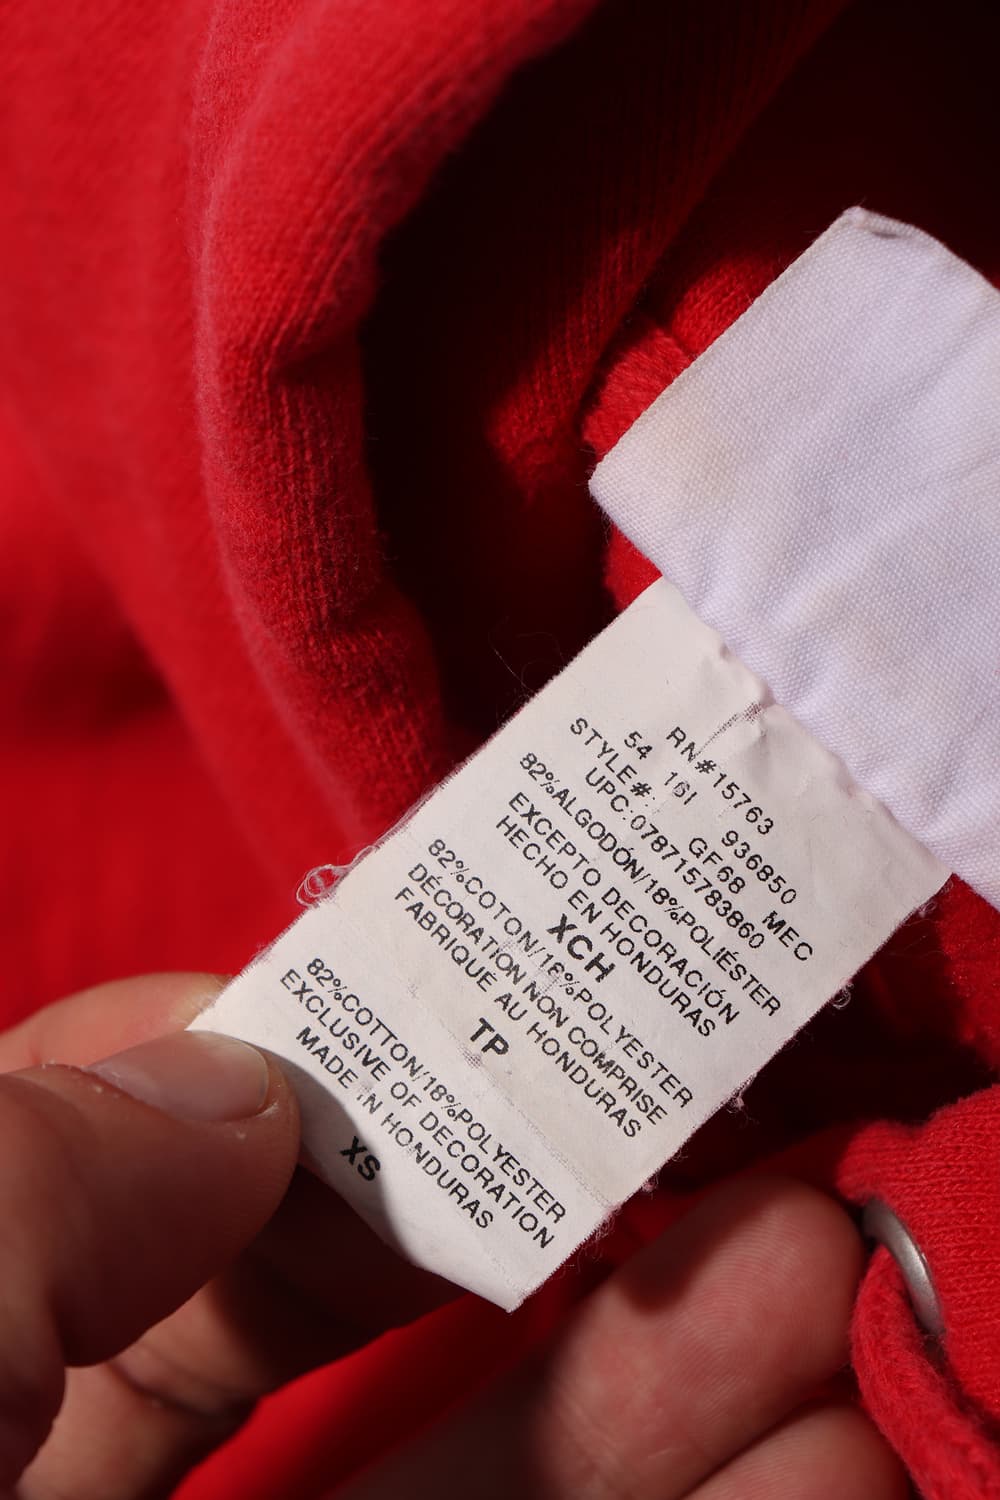 RN#15763
54 16I 936850
STYLE#: GF68 MEC
UPC:078715783860
82%ALGODÓN/18%POLIÉSTER
EXCEPTO DECORACIÓN
HECHO EN HONDURAS
XCH
82%COTON/18%POLYESTER
DÉCORATION NON COMPRISE
FABRIQUÉ AU HONDURAS
TP
82%COTTON/18%POLYESTER
EXCLUSIVE OF DECORATION
MADE IN HONDURAS
XS